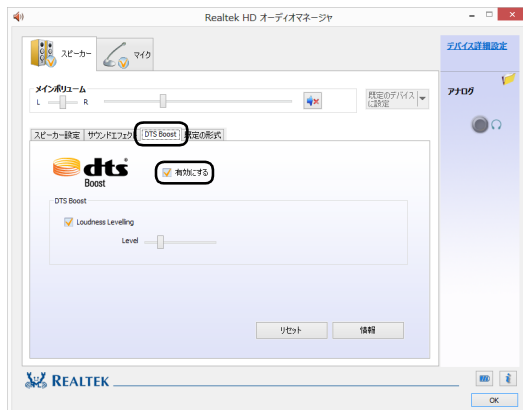 Realtek HD オーディオマネージャ
スピーカー
マイク
デバイス詳細設定
メインボリューム
L
R
既定のデバイス
に設定
アナログ
スピーカー設定
サウンドエフェク
DTS Boost
既定の形式
dts
Boost
有効にする
DTS Boost
Loudness Levelling
Level
リセット
情報
REALTEK
i
OK